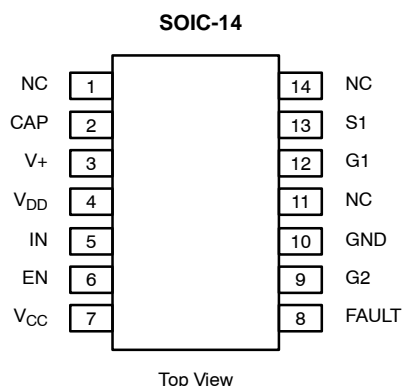 SOIC-14
NC 1 14 NC
CAP 2 13 S1
V+ 3 12 G1
VDD 4 11 NC
IN 5 10 GND
EN 6 9 G2
VCC 7 8 FAULT
Top View